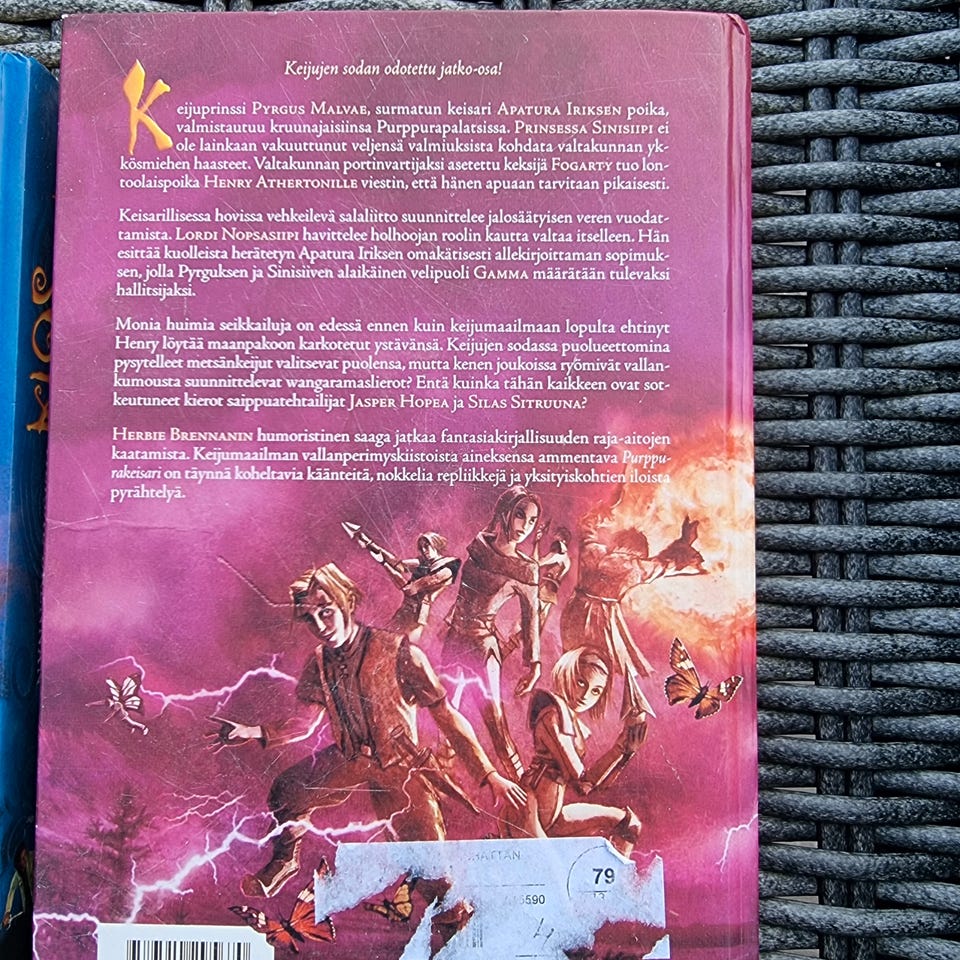 Keijujen sodan odotettu jatko-osa!
Keijuprinssi PYRGUS MALVAE, surmatun keisari APATURA IRIKSEN poika,
valmistautuu kruunajaisiinsa Purppurapalatsissa. PRINSESSA SINISIIPI ei
ole lainkaan vakuuttunut veljensä valmiuksista kohdata valtakunnan yk-
kösmiehen haasteet. Valtakunnan portinvartijaksi asetettu keksijä FOGARTY tuo lon-
toolaispoika HENRY ATHERTONILLE viestin, että hänen apuaan tarvitaan pikaisesti.
Keisarillisessa hovissa vehkeilevä salaliitto suunnittelee jalosäätyisen veren vuodat-
tamista. LORDI NOPSASIIPI havittelee holhoojan roolin kautta valtaa itselleen. Hän
esittää kuolleista herätetyn Apatura Iriksen omakätisesti allekirjoittaman sopimuk-
sen, jolla Pyrguksen ja Sinisiiven alaikäinen velipuoli GAMMA määrätään tulevaksi
hallitsijaksi.
Monia huimia seikkailuja on edessä ennen kuin keijumaailmaan lopulta ehtinyt
Henry löytää maanpakoon karkotetut ystävänsä. Keijujen sodassa puolueettomina
pysytelleet metsänkeijut valitsevat puolensa, mutta kenen joukoissa ryömivät vallan-
kumousta suunnittelevat wangaramaslierot? Entä kuinka tähän kaikkeen ovat sot-
keutuneet kierot saippuatehtailijat JASPER HOPEA ja SILAS SITRUUNA?
HERBIE BRENNANIN humoristinen saaga jatkaa fantasiakirjallisuuden raja-aitojen
kaatamista. Keijumaailman vallanperimyskiistoista aineksensa ammentava Purppu-
rakeisari on täynnä koheltavia käänteitä, nokkelia repliikkejä ja yksityiskohtien iloista
pyrähtelyä.
79